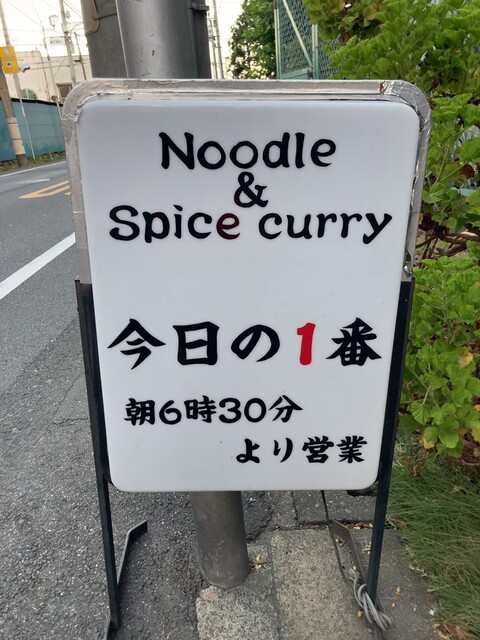 Noodle
&
Spice curry
今日の1番
朝6時30分
より営業